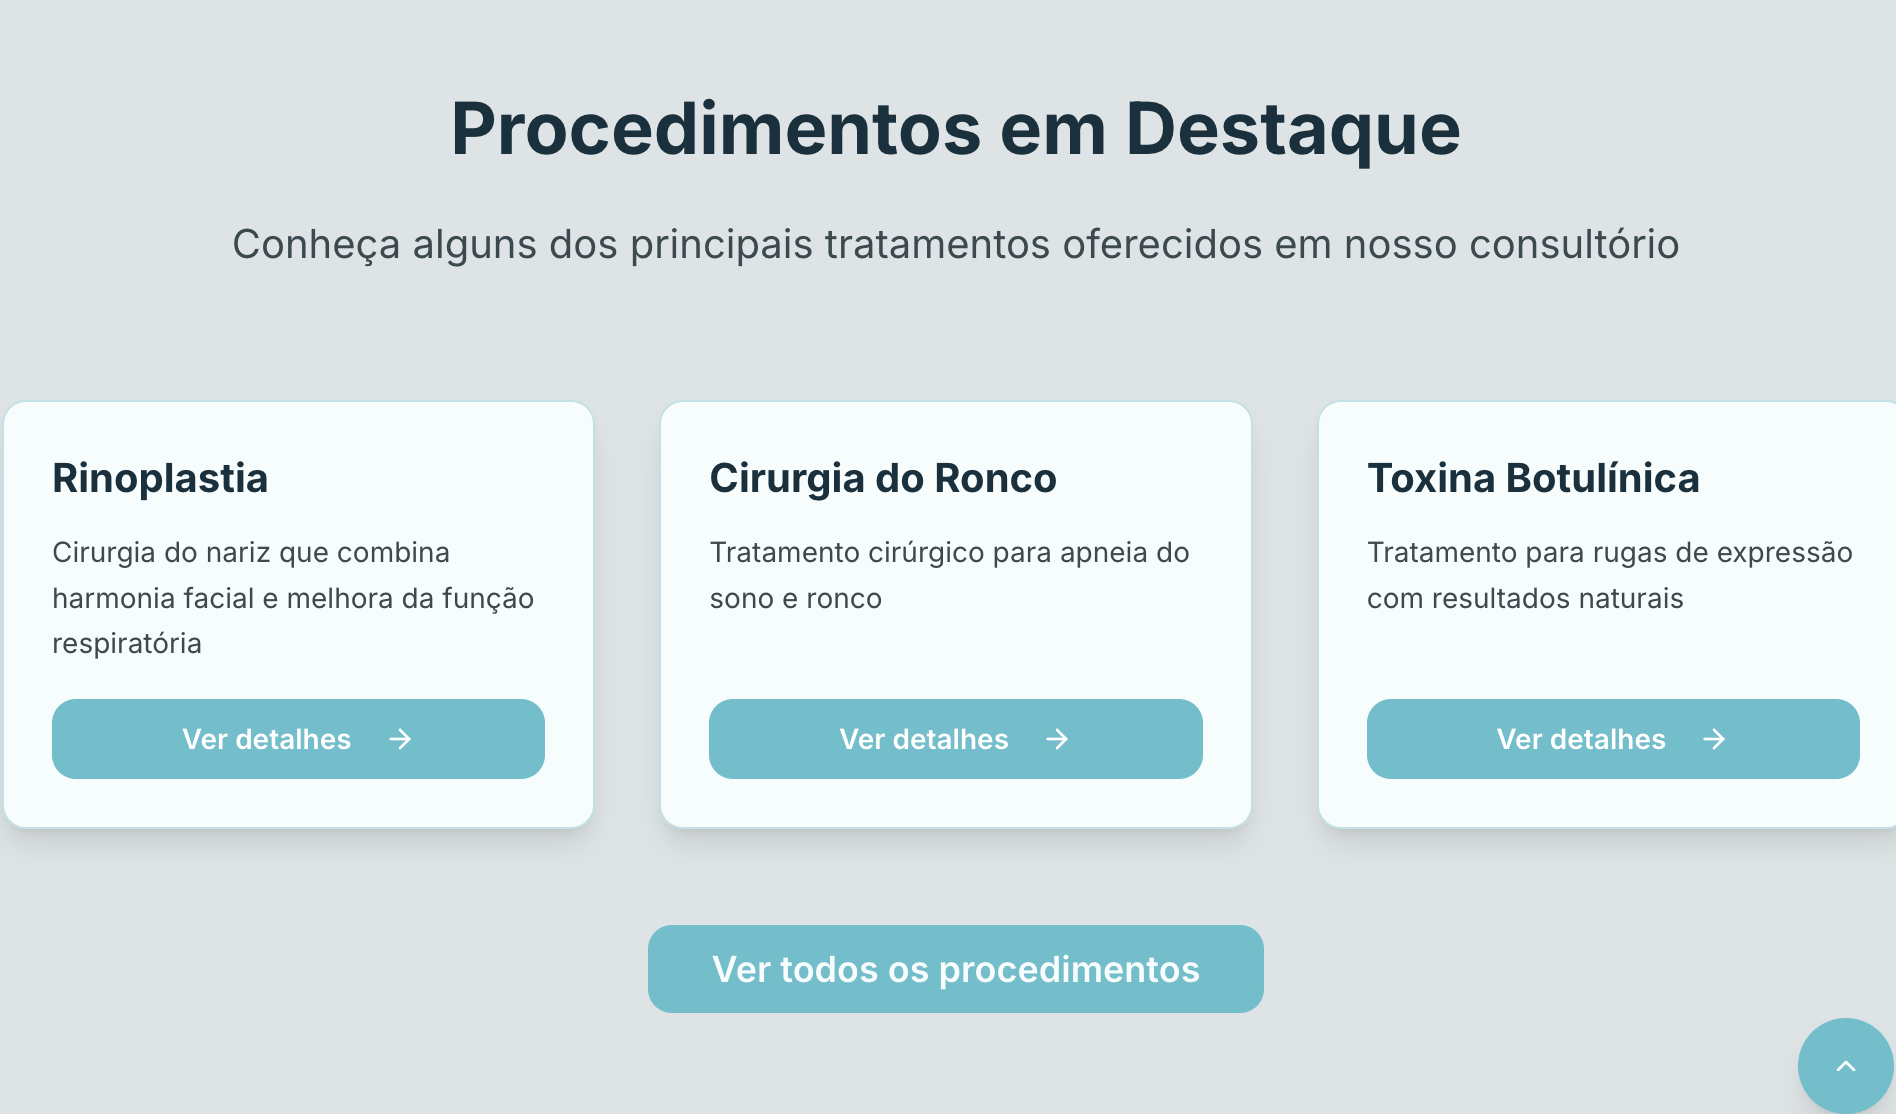 Procedimentos em Destaque
Conheça alguns dos principais tratamentos oferecidos em nosso consultório
Rinoplastia
Cirurgia do nariz que combina
harmonia facial e melhora da função
respiratória
Ver detalhes
Cirurgia do Ronco
Tratamento cirúrgico para apneia do
sono e ronco
Ver detalhes
Toxina Botulínica
Tratamento para rugas de expressão
com resultados naturais
Ver detalhes
Ver todos os procedimentos